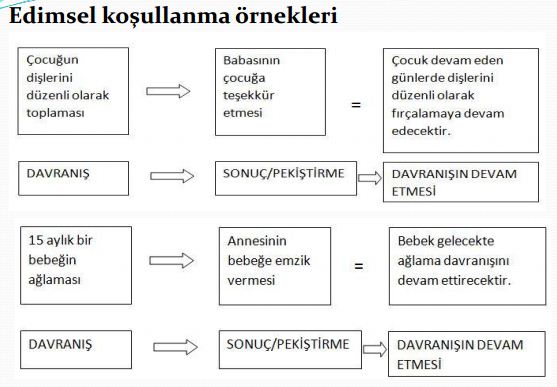 Edimsel koşullanma örnekleri
Çocuğun
dişlerini
düzenli olarak
toplaması
Babasının
çocuğa
teşekkür
etmesi
=
Çocuk devam eden
günlerde dişlerini
düzenli olarak
fırçalamaya devam
edecektir.
DAVRANIŞ
SONUÇ/PEKİŞTİRME
DAVRANIŞIN DEVAM
ETMESİ
15 aylık bir
bebeğin
ağlaması
Annesinin
bebeğe emzik
vermesi
=
Bebek gelecekte
ağlama davranışını
devam ettirecektir.
DAVRANIŞ
SONUÇ/PEKİŞTİRME
DAVRANIŞIN DEVAM
ETMESİ